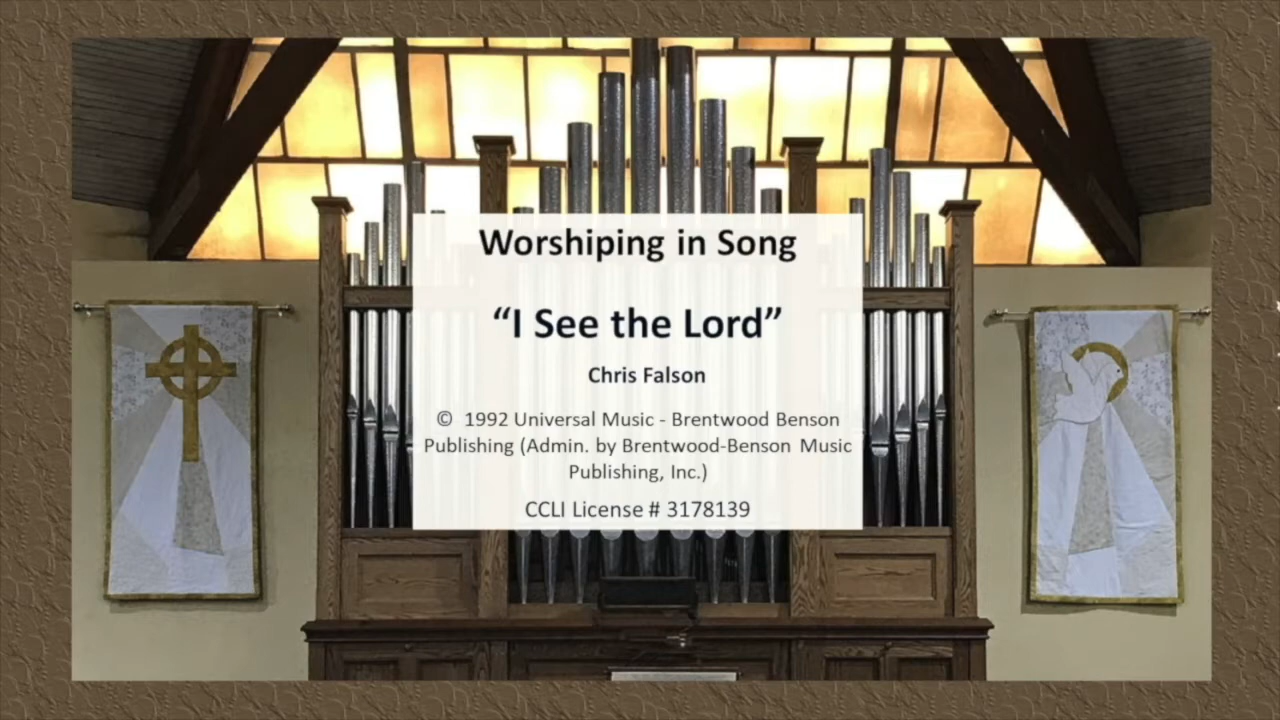 Worshiping in Song
“I See the Lord”
Chris Falson
© 1992 Universal Music - Brentwood Benson
Publishing (Admin. by Brentwood-Benson Music
Publishing, Inc.)
CCLI License # 3178139